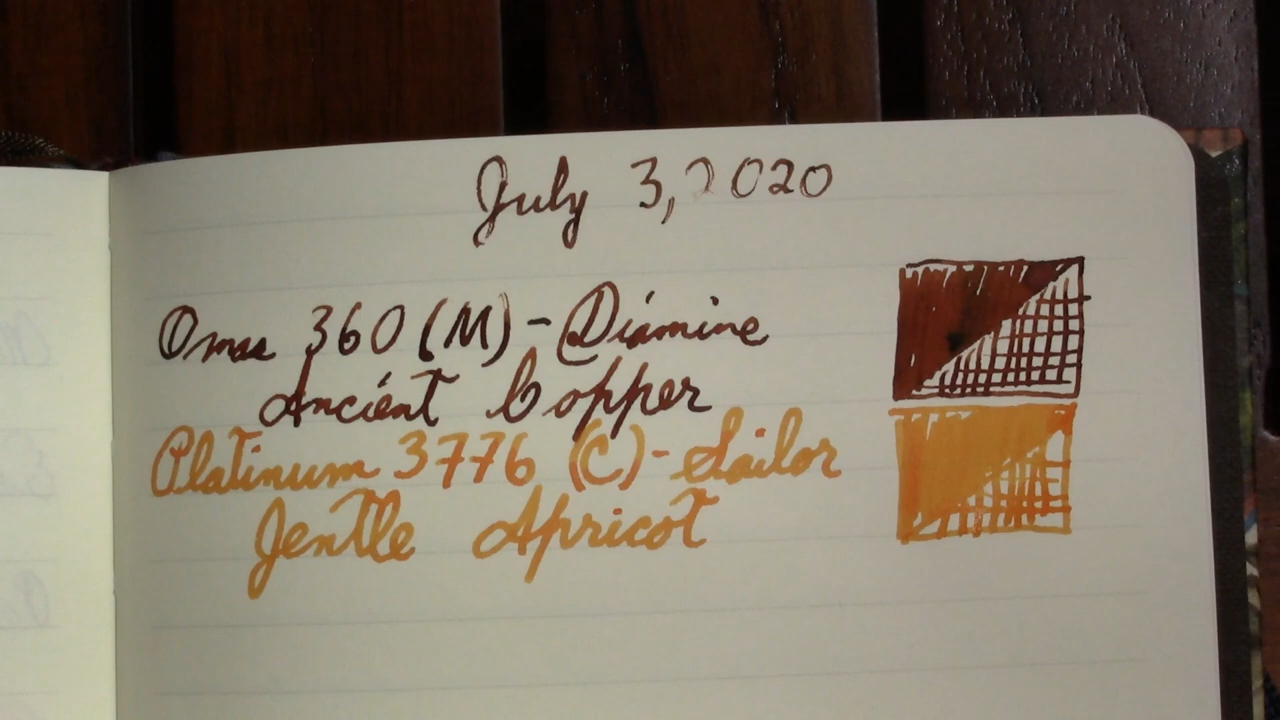 July 3, 2020
Omas 360 (M) - Diamine
Ancient Copper
Platinum 3776 (C) - Sailor
Jentle Apricot